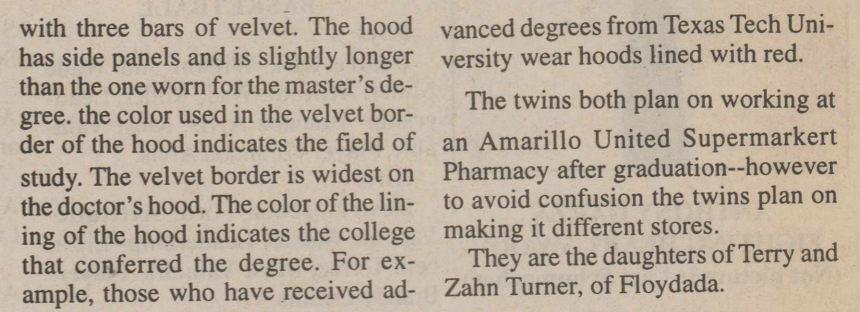 with three bars of velvet. The hood
has side panels and is slightly longer
than the one worn for the master's de-
gree. the color used in the velvet bor-
der of the hood indicates the field of
study. The velvet border is widest on
the doctor's hood. The color of the lin-
ing of the hood indicates the college
that conferred the degree. For ex-
ample, those who have received ad-
vanced degrees from Texas Tech Uni-
versity wear hoods lined with red.
The twins both plan on working at
an Amarillo United Supermarkert
Pharmacy after graduation--however
to avoid confusion the twins plan on
making it different stores.
They are the daughters of Terry and
Zahn Turner, of Floydada.